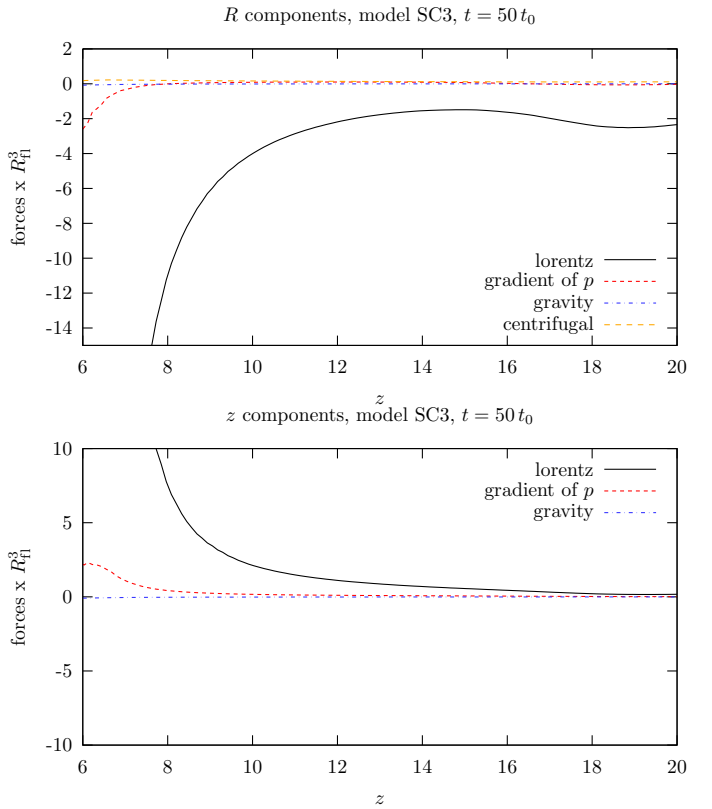 R components, model SC3, t = 50 t₀
2
0
-2
-4
-6
-8
-10
-12
-14
forces x R³fl
lorentz
gradient of p
gravity
centrifugal
6 8 10 12 14 16 18 20
z
z components, model SC3, t = 50 t₀
10
5
0
-5
-10
forces x R³fl
lorentz
gradient of p
gravity
6 8 10 12 14 16 18 20
z